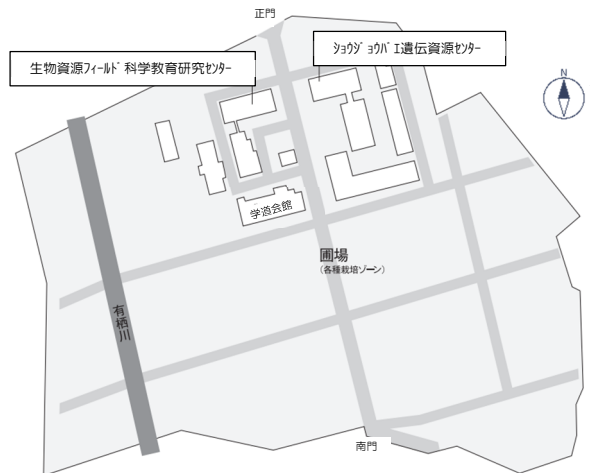 正門
ショウジョウバエ遺伝資源センター
生物資源フィールド科学教育研究センター
N
学道会館
圃場
(各種栽培ゾーン)
有栖川
南門